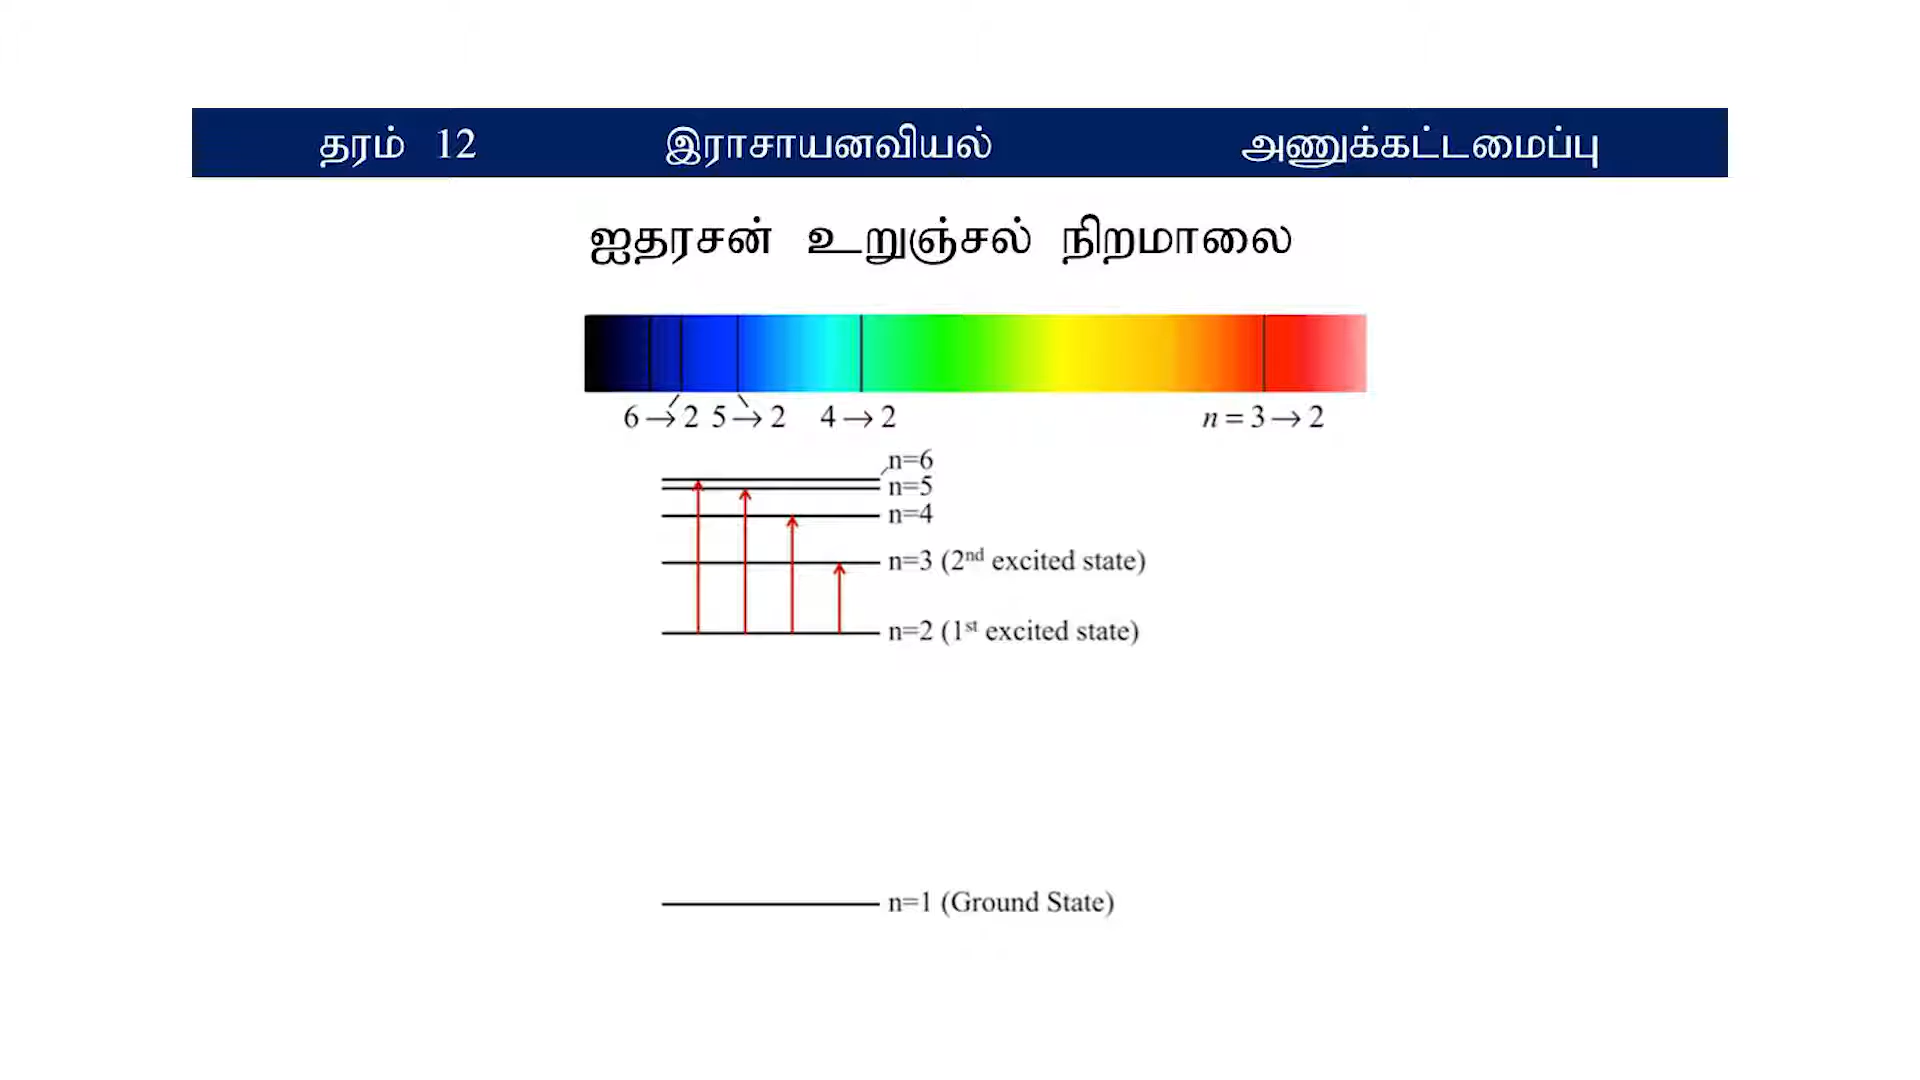 தரம் 12 இராசாயனவியல் அணுக்கட்டமைப்பு
ஐதரசன் உறுஞ்சல் நிறமாலை
6→2 5→2 4→2 n = 3→2
n=6
n=5
n=4
n=3 (2nd excited state)
n=2 (1st excited state)
n=1 (Ground State)